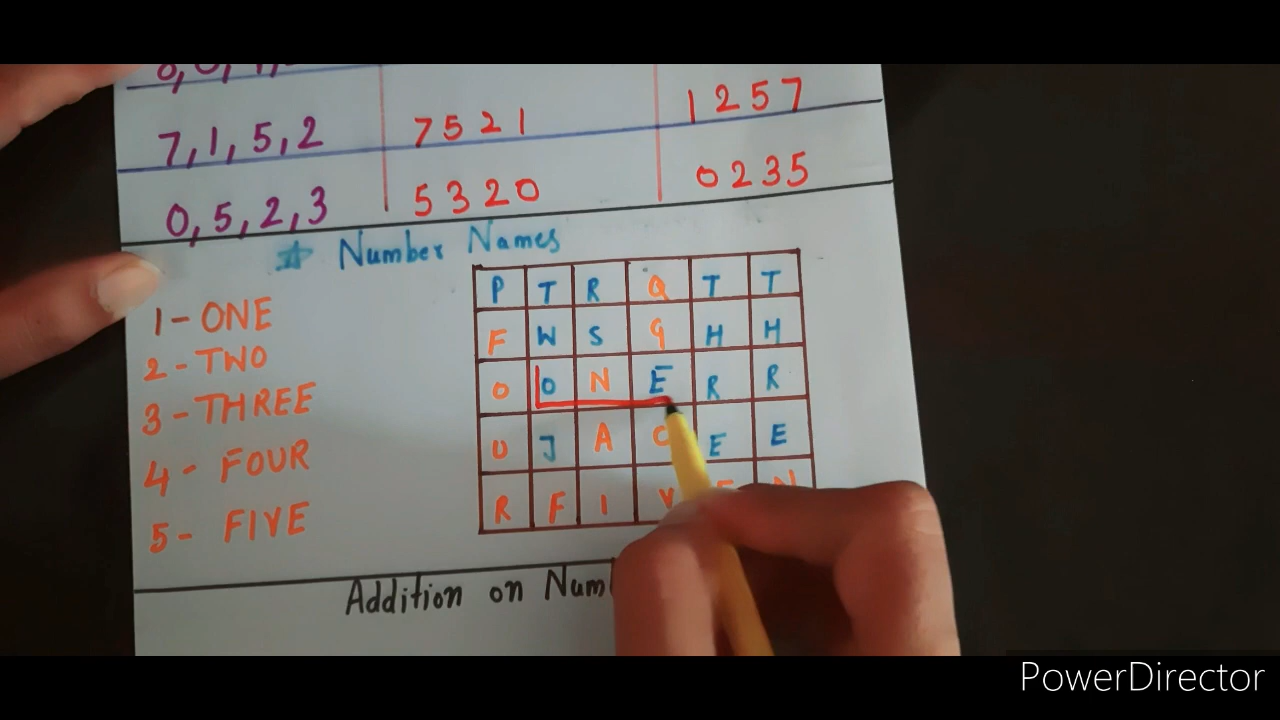 7,1,5,2 7521 1257
0,5,2,3 5320 0235
Number Names
1 - ONE
2 - TWO
3 - THREE
4 - FOUR
5 - FIVE
P T R Q T T
F W S G H H
O O N E R R
U J A C E E
R F I V E N
Addition on
PowerDirector